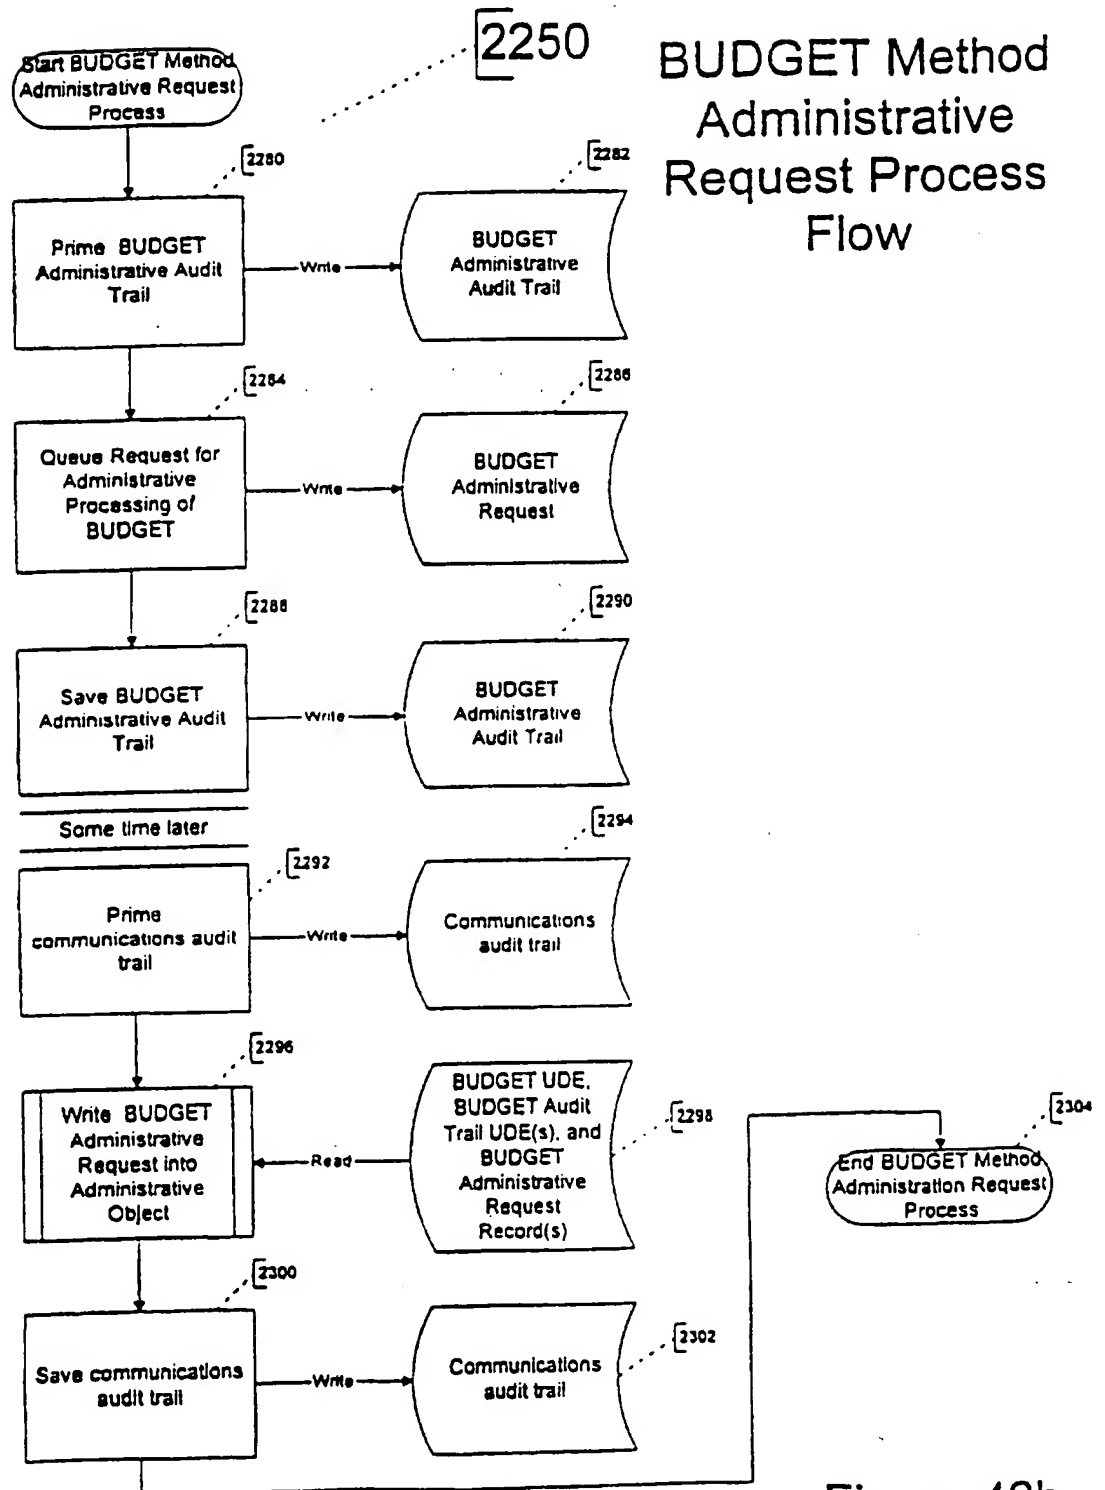 2250
BUDGET Method
Administrative
Request Process
Flow
Start BUDGET Method
Administrative Request
Process
2280
Prime BUDGET
Administrative Audit
Trail
Write
2282
BUDGET
Administrative
Audit Trail
2284
Queue Request for
Administrative
Processing of
BUDGET
Write
2286
BUDGET
Administrative
Request
2288
Save BUDGET
Administrative Audit
Trail
Write
2290
BUDGET
Administrative
Audit Trail
Some time later
2292
Prime
communications audit
trail
Write
2294
Communications
audit trail
2296
Write BUDGET
Administrative
Request into
Administrative
Object
Read
2298
BUDGET UDE,
BUDGET Audit
Trail UDE(s), and
BUDGET
Administrative
Request
Record(s)
2300
Save communications
audit trail
Write
2302
Communications
audit trail
2304
End BUDGET Method
Administration Request
Process